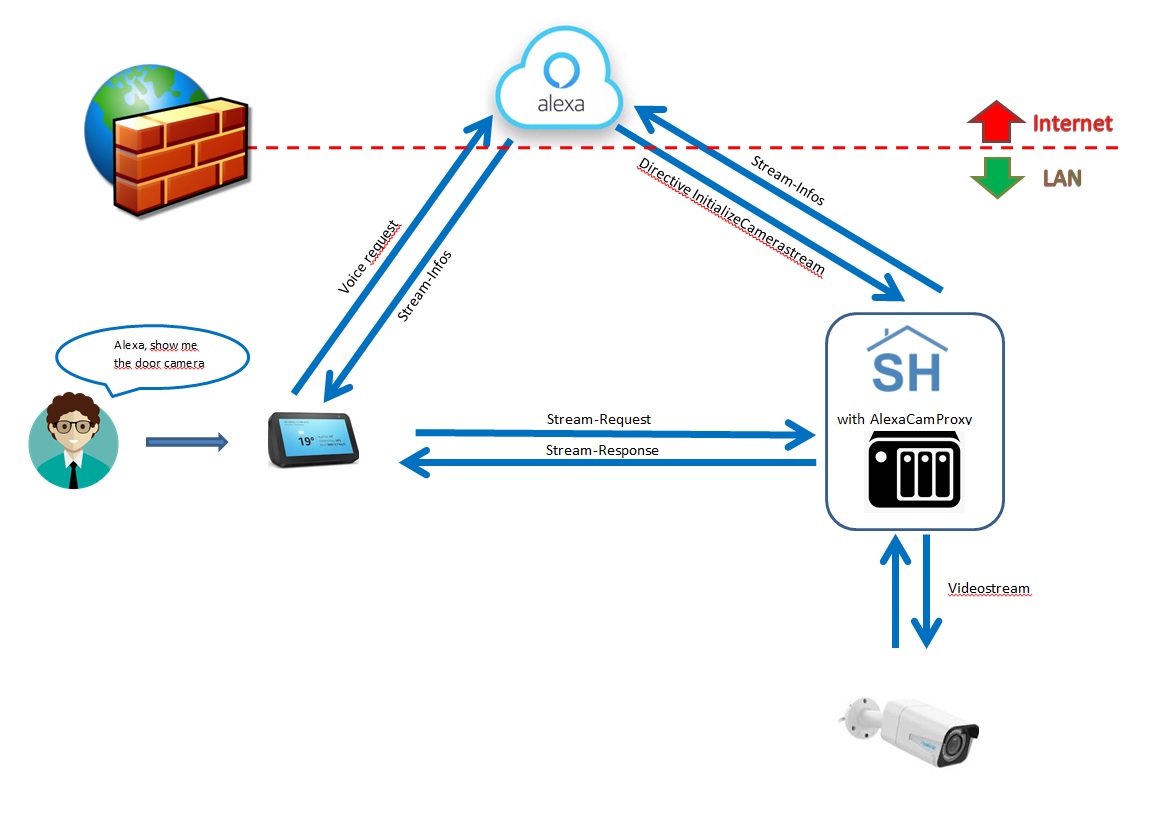 alexa
Internet
LAN
Voice request
Stream-Infos
Directive InitializeCamerastream
Stream-Infos
Alexa, show me
the door camera
19°
SH
with AlexaCamProxy
Stream-Request
Stream-Response
Videostream